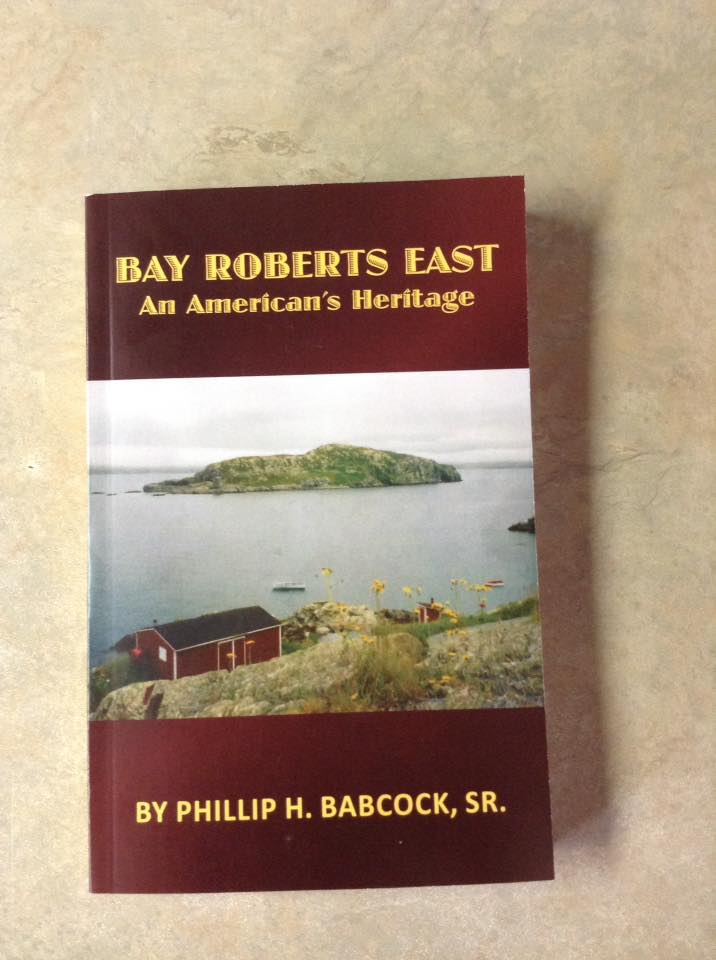 BAY ROBERTS EAST
An American's Heritage
BY PHILLIP H. BABCOCK, SR.